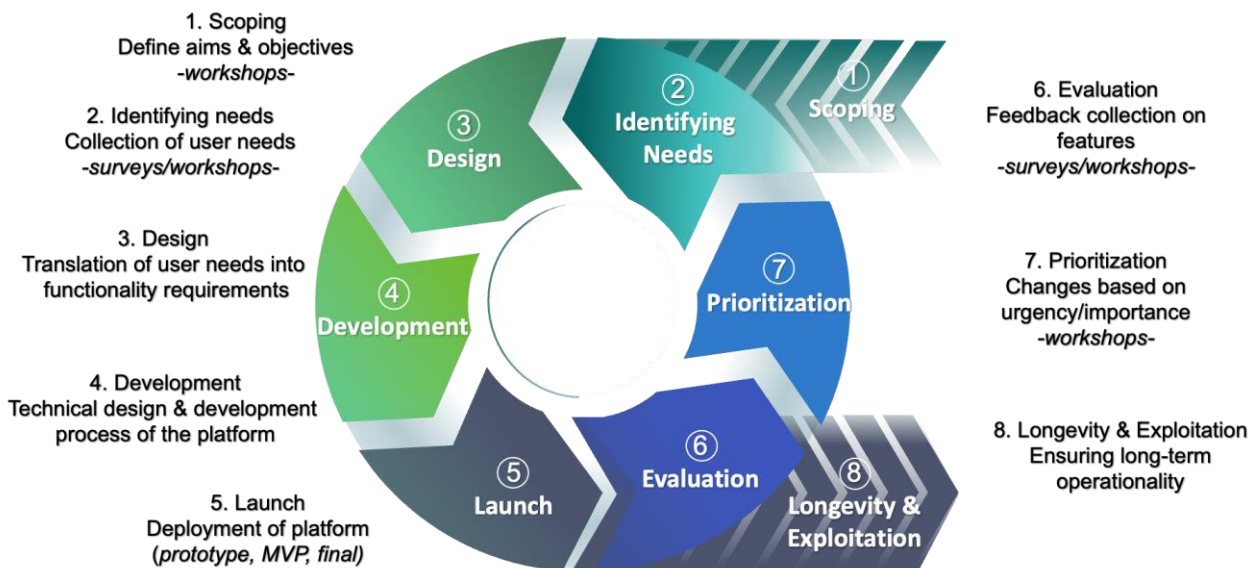 1. Scoping
Define aims & objectives
-workshops-
2. Identifying needs
Collection of user needs
-surveys/workshops-
3. Design
Translation of user needs into
functionality requirements
4. Development
Technical design & development
process of the platform
5. Launch
Deployment of platform
(prototype, MVP, final)
①
Scoping
②
Identifying
Needs
③
Design
④
Development
⑤
Launch
⑥
Evaluation
⑦
Prioritization
⑧
Longevity &
Exploitation
6. Evaluation
Feedback collection on
features
-surveys/workshops-
7. Prioritization
Changes based on
urgency/importance
-workshops-
8. Longevity & Exploitation
Ensuring long-term
operationality